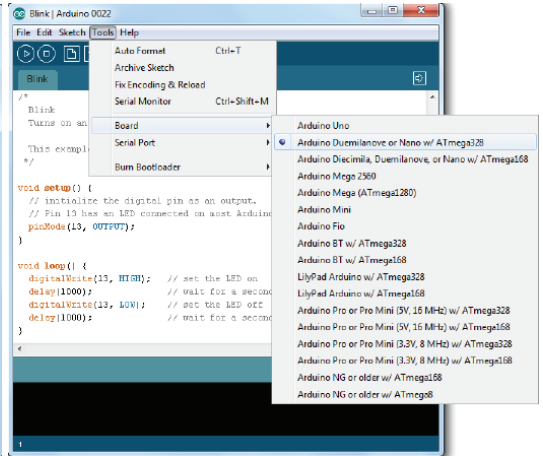 Blink | Arduino 0022
File Edit Sketch Tools Help
Auto Format Ctrl+T
Archive Sketch
Fix Encoding & Reload
Serial Monitor Ctrl+Shift+M
Board
Serial Port
Burn Bootloader
Arduino Uno
Arduino Duemilanove or Nano w/ ATmega328
Arduino Diecimila, Duemilanove, or Nano w/ ATmega168
Arduino Mega 2560
Arduino Mega (ATmega1280)
Arduino Mini
Arduino Fio
Arduino BT w/ ATmega328
Arduino BT w/ ATmega168
LilyPad Arduino w/ ATmega328
LilyPad Arduino w/ ATmega168
Arduino Pro or Pro Mini (5V, 16 MHz) w/ ATmega328
Arduino Pro or Pro Mini (5V, 16 MHz) w/ ATmega168
Arduino Pro or Pro Mini (3.3V, 8 MHz) w/ ATmega328
Arduino Pro or Pro Mini (3.3V, 8 MHz) w/ ATmega168
Arduino NG or older w/ ATmega168
Arduino NG or older w/ ATmega8
Blink
/*
Blink
Turns on an
This exampl
*/
void setup() {
// initialize the digital pin as an output.
// Pin 13 has an LED connected on most Arduino
pinMode(13, OUTPUT);
}
void loop() {
digitalWrite(13, HIGH); // set the LED on
delay(1000); // wait for a second
digitalWrite(13, LOW); // set the LED off
delay(1000); // wait for a second
}
1